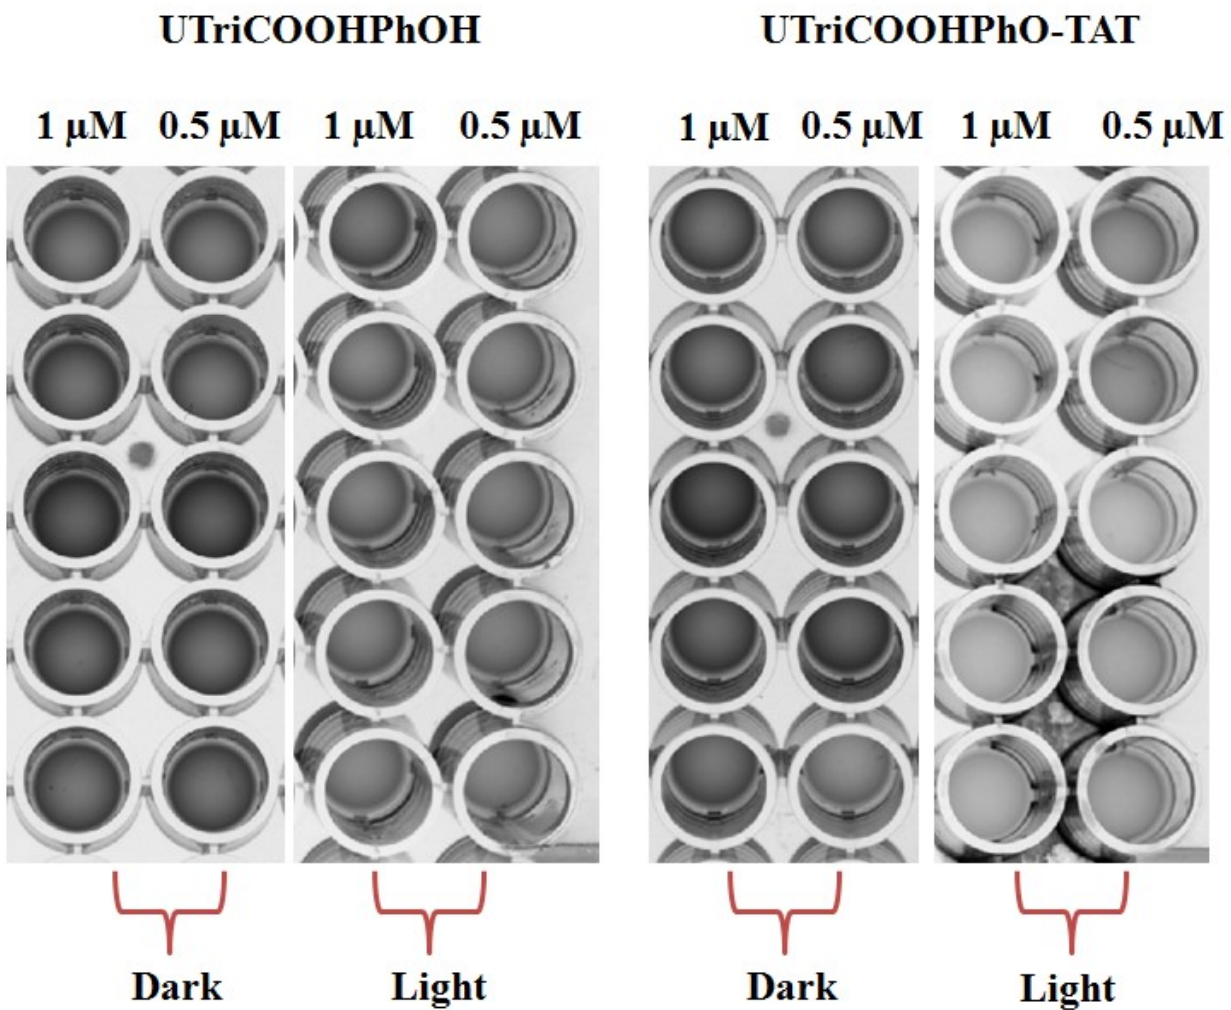 UTriCOOHPhOH UTriCOOHPhO-TAT
1 μM 0.5 μM 1 μM 0.5 μM 1 μM 0.5 μM 1 μM 0.5 μM
Dark Light Dark Light